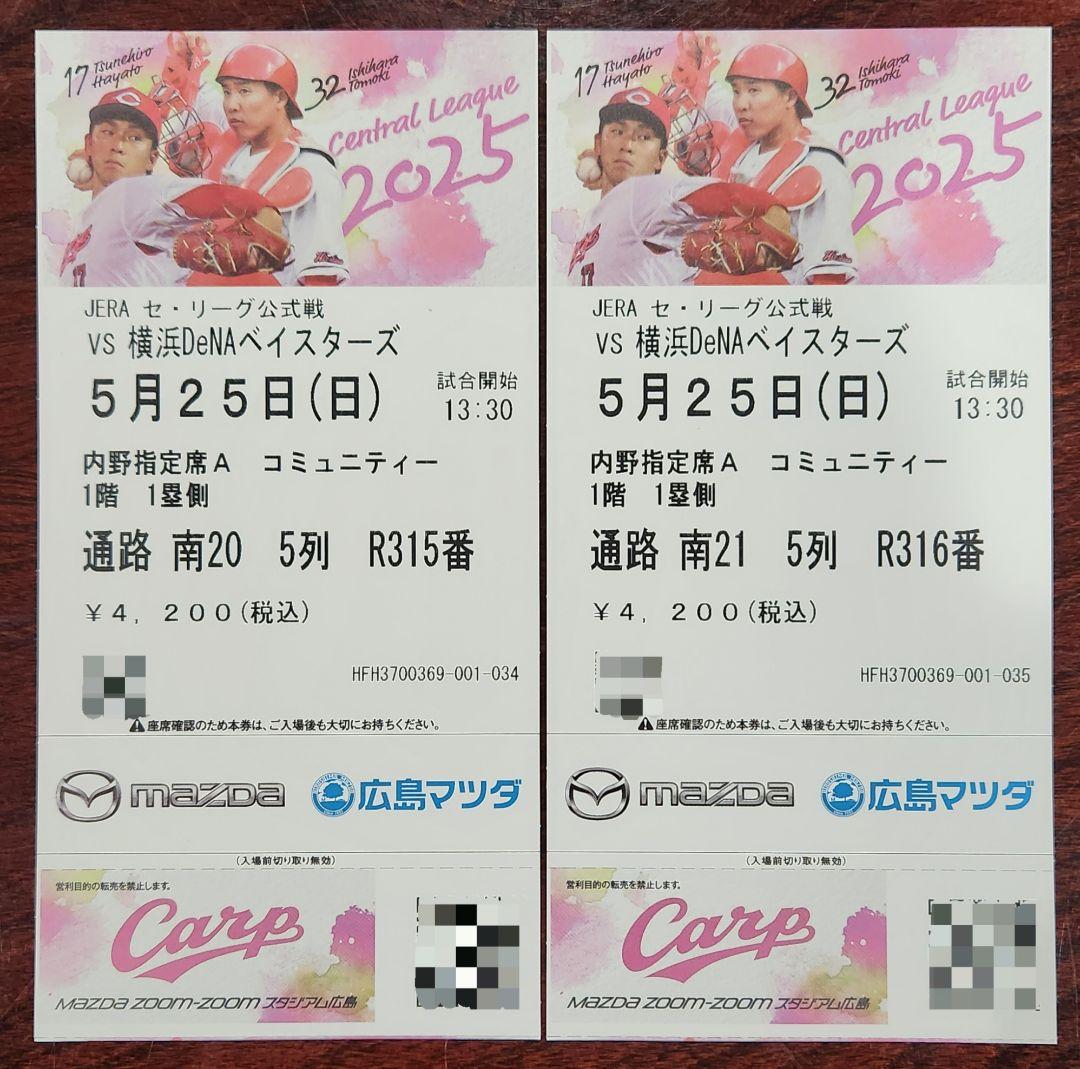 17 Tsunehiro
Hayato
32 Ishihara
Tomoki
Central League
2025
JERA セ・リーグ公式戦
VS 横浜DeNAベイスターズ
5月25日(日) 試合開始
13:30
内野指定席A コミュニティー
1階 1塁側
通路 南20 5列 R315番
¥4,200(税込)
HFH3700369-001-034
座席確認のため本券は、ご入場後も大切にお持ちください。
mazda 広島マツダ
(入場前切り取り無効)
営利目的の転売を禁止します。
Carp
MAZDA ZOOM-ZOOM スタジアム広島
17 Tsunehiro
Hayato
32 Ishihara
Tomoki
Central League
2025
JERA セ・リーグ公式戦
VS 横浜DeNAベイスターズ
5月25日(日) 試合開始
13:30
内野指定席A コミュニティー
1階 1塁側
通路 南21 5列 R316番
¥4,200(税込)
HFH3700369-001-035
座席確認のため本券は、ご入場後も大切にお持ちください。
mazda 広島マツダ
(入場前切り取り無効)
営利目的の転売を禁止します。
Carp
MAZDA ZOOM-ZOOM スタジアム広島